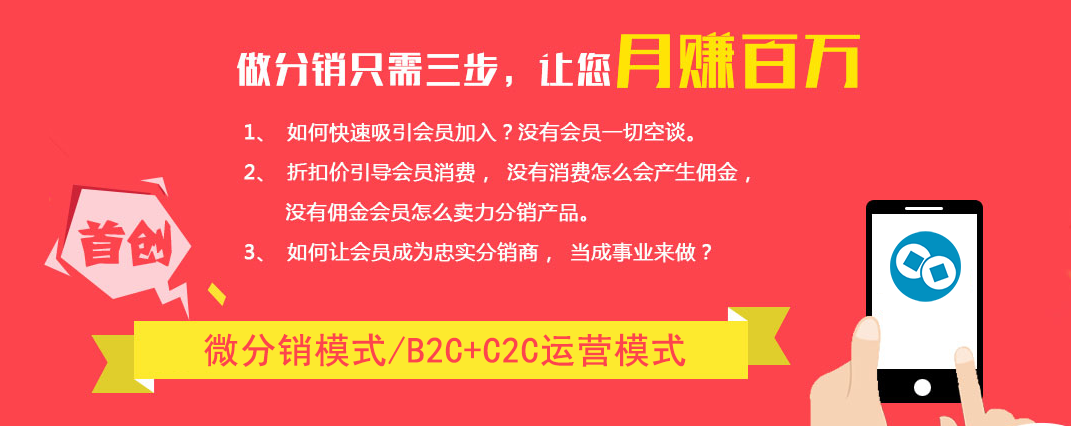 做分销只需三步，让您月赚百万
1、 如何快速吸引会员加入？没有会员一切空谈。
2、 折扣价引导会员消费， 没有消费怎么会产生佣金，
没有佣金会员怎么卖力分销产品。
首创
3、 如何让会员成为忠实分销商， 当成事业来做？
微分销模式/B2C+C2C运营模式